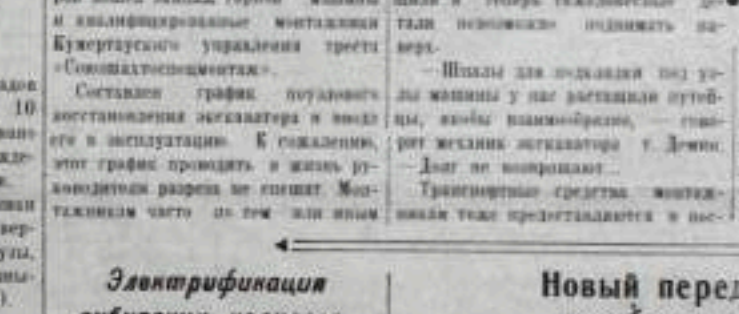 и квалифицированные монтажники
Кумертауского управления треста
«Союзшахтоспецмонтаж».
Составлен график поузлового
восстановления экскаватора и ввода
его в эксплуатацию. К сожалению,
этот график проводить в жизнь ру-
ководители разреза не спешат. Мон-
тажникам часто по тем или иным
тали невозможно поднимать на-
верх.
— Шпалы для подкладки под уз-
лы машины у нас растащили путей-
цы, якобы взаимообразно, — гово-
рит механик экскаватора т. Демин.
— Долг не возвращают...
Транспортные средства монтаж-
никам тоже предоставляются в
10
Электрификация
Новый перед